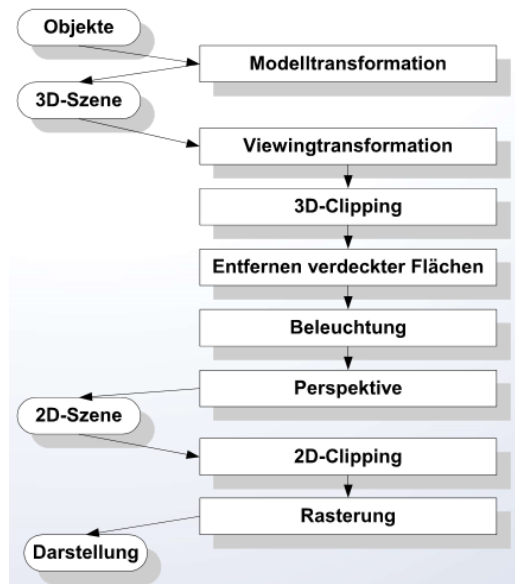 Objekte
Modelltransformation
3D-Szene
Viewingtransformation
3D-Clipping
Entfernen verdeckter Flächen
Beleuchtung
Perspektive
2D-Szene
2D-Clipping
Rasterung
Darstellung